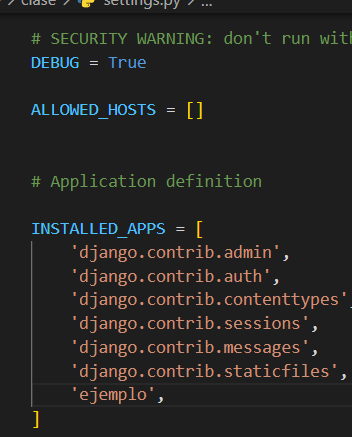 clase > settings.py > ...
# SECURITY WARNING: don't run with
DEBUG = True
ALLOWED_HOSTS = []
# Application definition
INSTALLED_APPS = [
'django.contrib.admin',
'django.contrib.auth',
'django.contrib.contenttypes',
'django.contrib.sessions',
'django.contrib.messages',
'django.contrib.staticfiles',
'ejemplo',
]